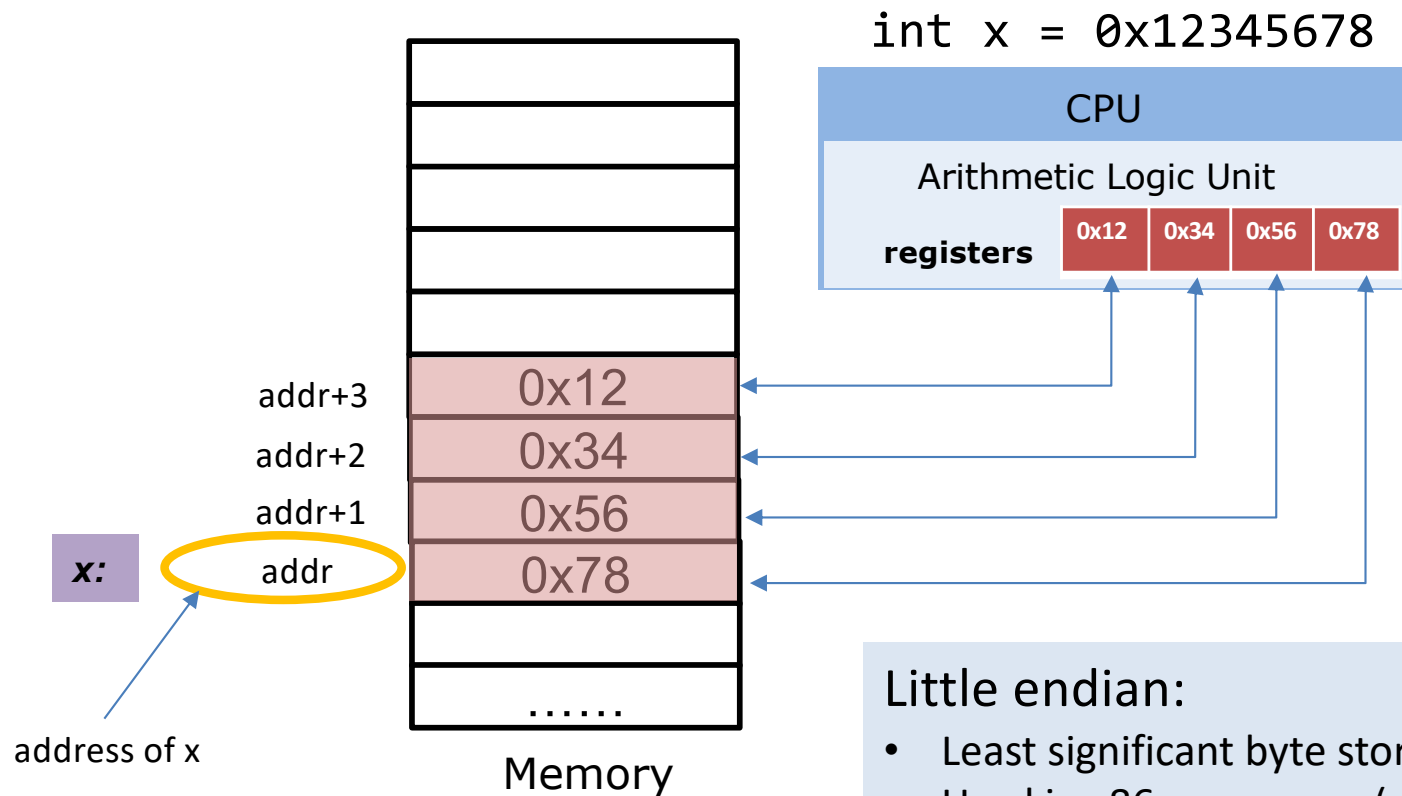 int x = 0x12345678
CPU
Arithmetic Logic Unit
registers 0x12 0x34 0x56 0x78
addr+3 0x12
addr+2 0x34
addr+1 0x56
x: addr 0x78
......
address of x
Memory
Little endian:
• Least significant byte